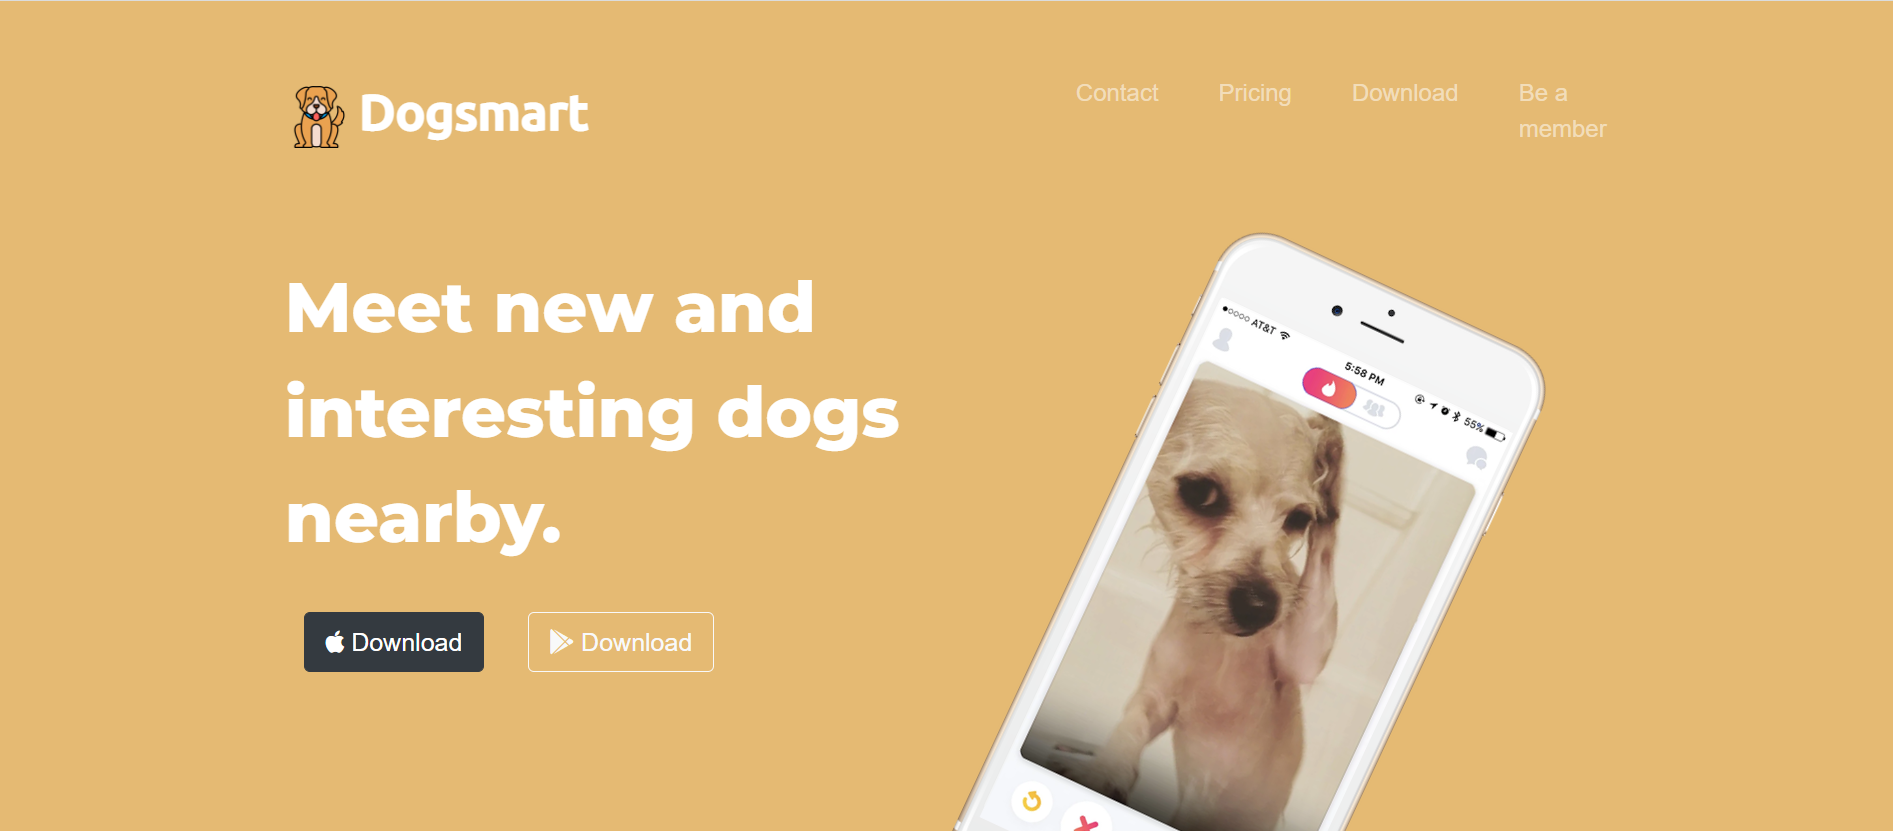 Dogsmart
Contact
Pricing
Download
Be a
member
Meet new and
interesting dogs
nearby.
Download
Download
AT&T
5:58 PM
55%